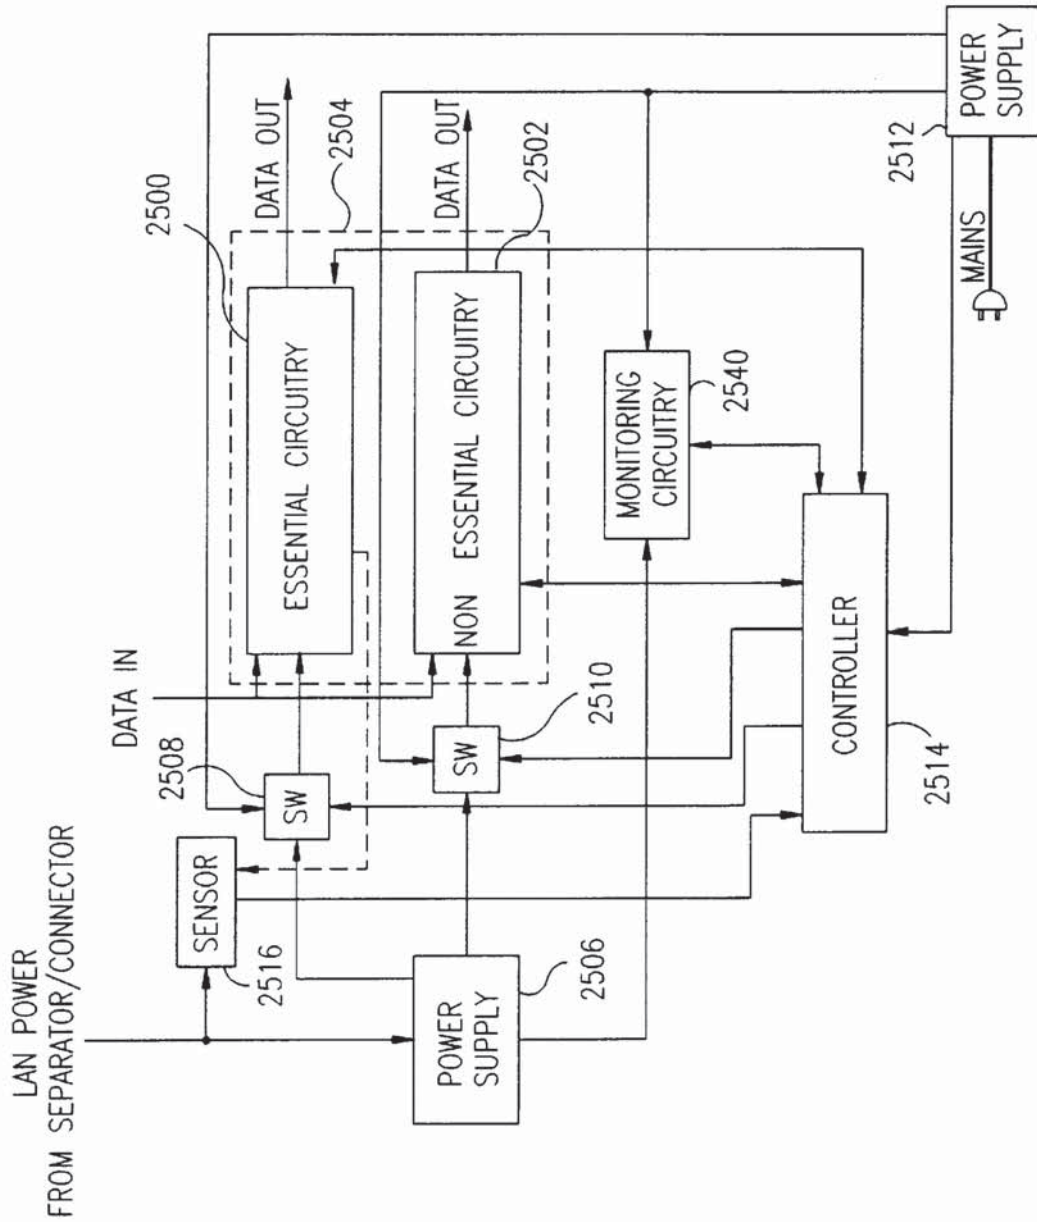 LAN POWER
FROM SEPARATOR/CONNECTOR
SENSOR
2516
2508
SW
DATA IN
ESSENTIAL CIRCUITRY
2500
DATA OUT
2504
POWER
SUPPLY
2506
SW
2510
NON ESSENTIAL CIRCUITRY
DATA OUT
2502
MONITORING
CIRCUITRY
2540
CONTROLLER
2514
MAINS
2512
POWER
SUPPLY